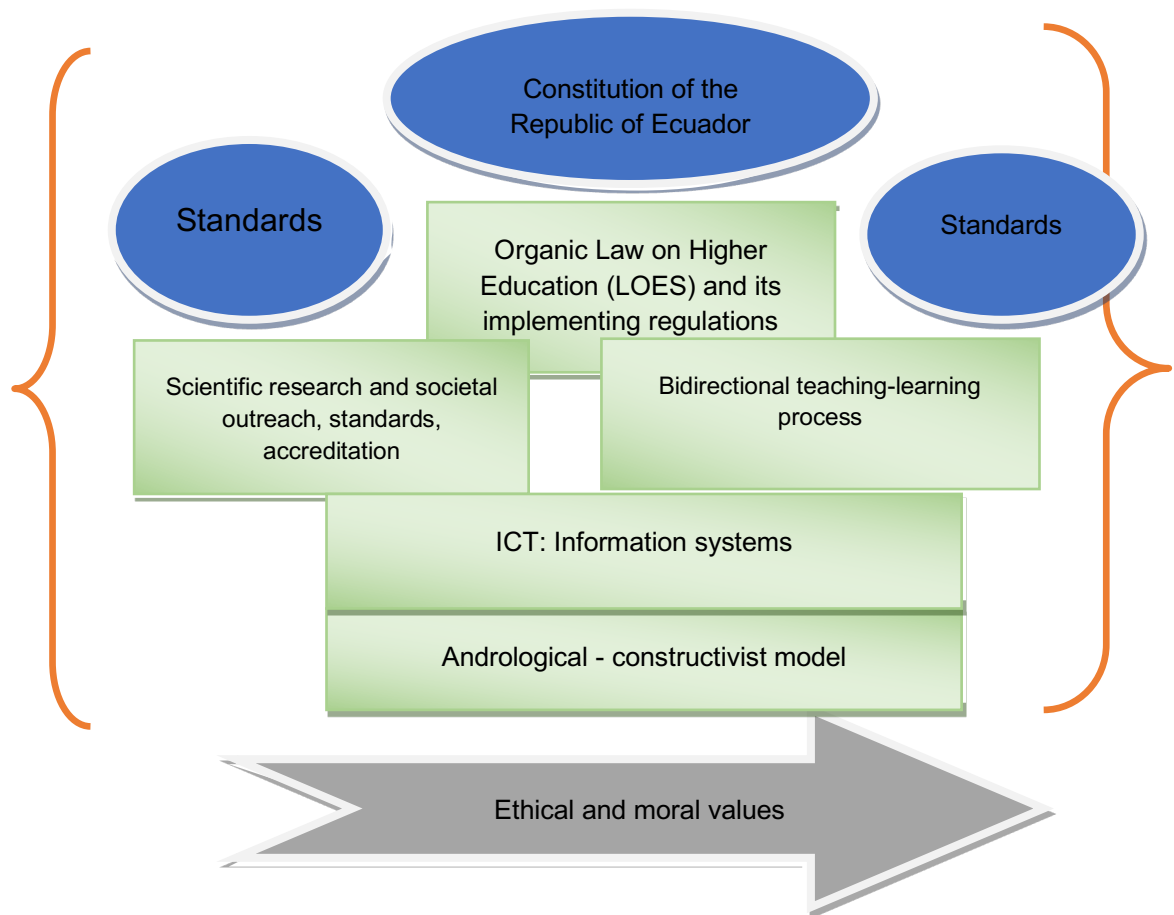 Constitution of the
Republic of Ecuador
Standards
Standards
Organic Law on Higher
Education (LOES) and its
implementing regulations
Scientific research and societal
outreach, standards,
accreditation
Bidirectional teaching-learning
process
ICT: Information systems
Andrological - constructivist model
Ethical and moral values